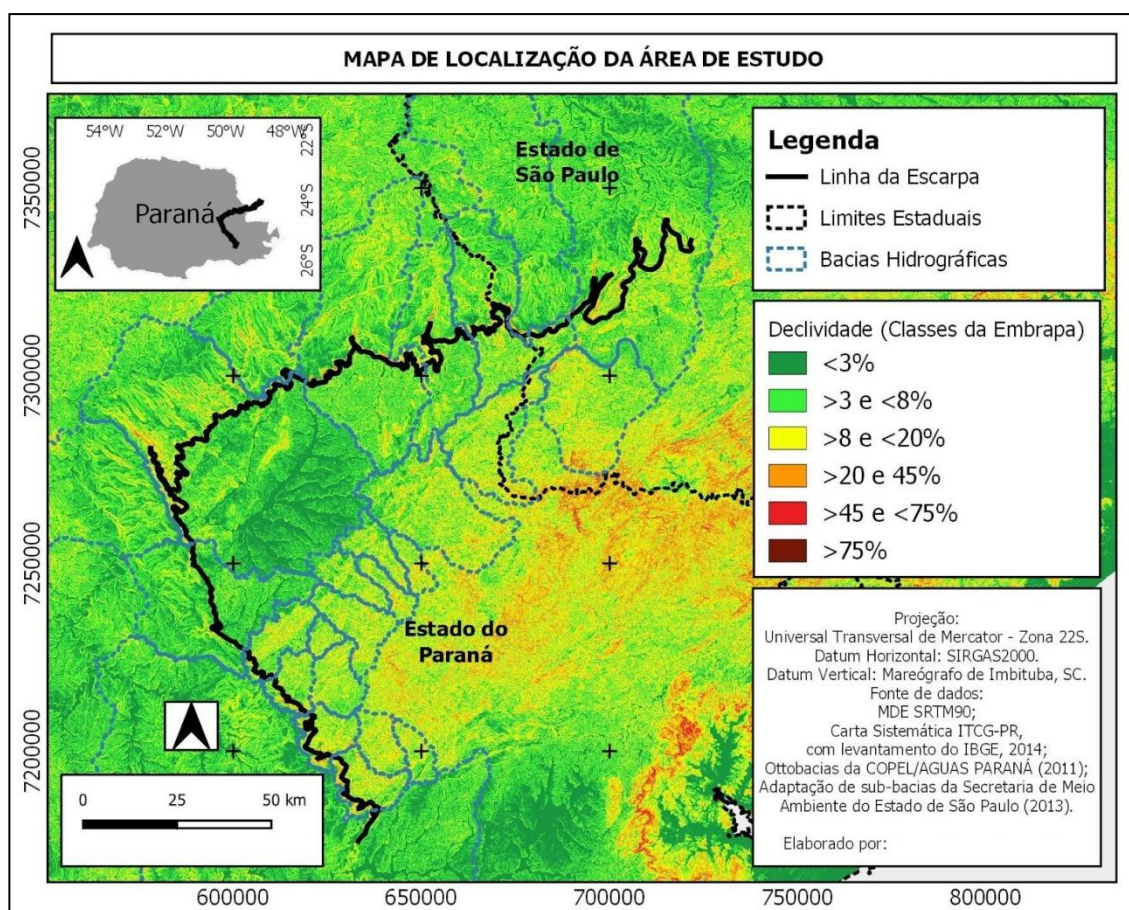 MAPA DE LOCALIZAÇÃO DA ÁREA DE ESTUDO
54°W 52°W 50°W 48°W
22°S
24°S
26°S
Paraná
Estado de
São Paulo
Estado do
Paraná
Legenda
Linha da Escarpa
Limites Estaduais
Bacias Hidrográficas
Declividade (Classes da Embrapa)
<3%
>3 e <8%
>8 e <20%
>20 e 45%
>45 e <75%
>75%
Projeção:
Universal Transversal de Mercator - Zona 22S.
Datum Horizontal: SIRGAS2000.
Datum Vertical: Mareógrafo de Imbituba, SC.
Fonte de dados:
MDE SRTM90;
Carta Sistemática ITCG-PR,
com levantamento do IBGE, 2014;
Ottobacias da COPEL/AGUAS PARANÁ (2011);
Adaptação de sub-bacias da Secretaria de Meio
Ambiente do Estado de São Paulo (2013).
Elaborado por:
0 25 50 km
7350000
7300000
7250000
7200000
600000 650000 700000 750000 800000